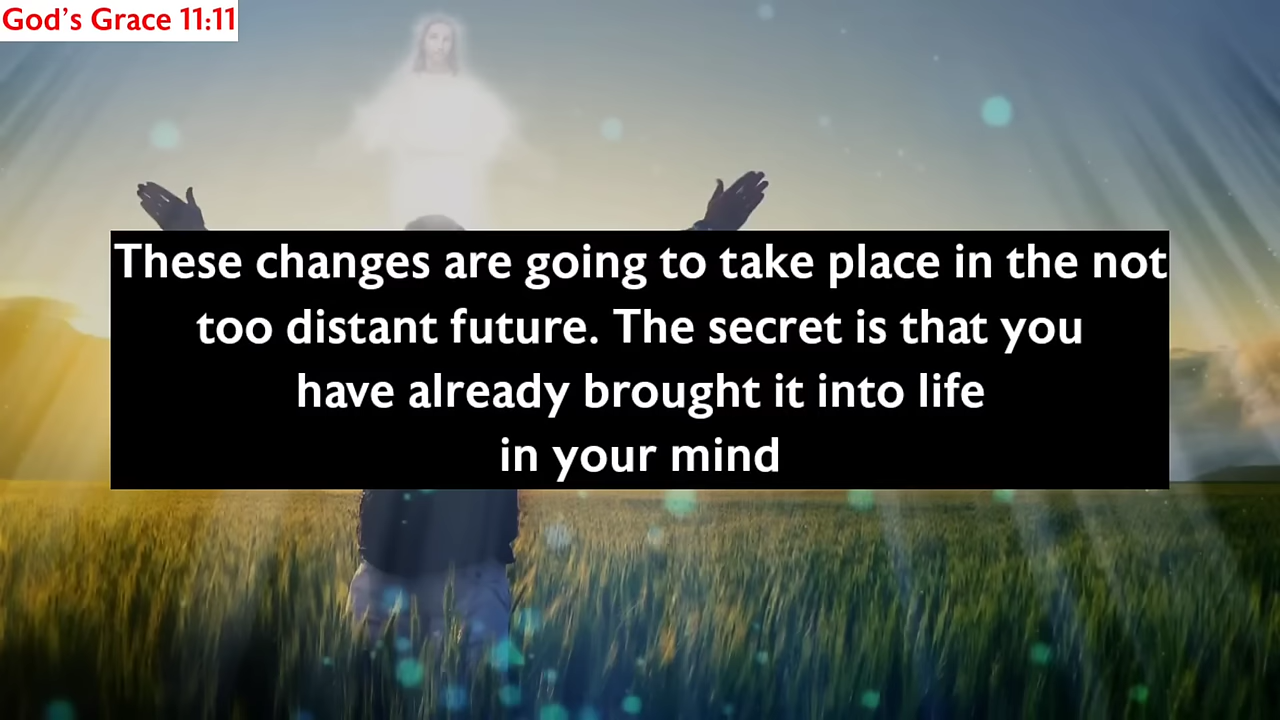 God’s Grace 11:11
These changes are going to take place in the not
too distant future. The secret is that you
have already brought it into life
in your mind